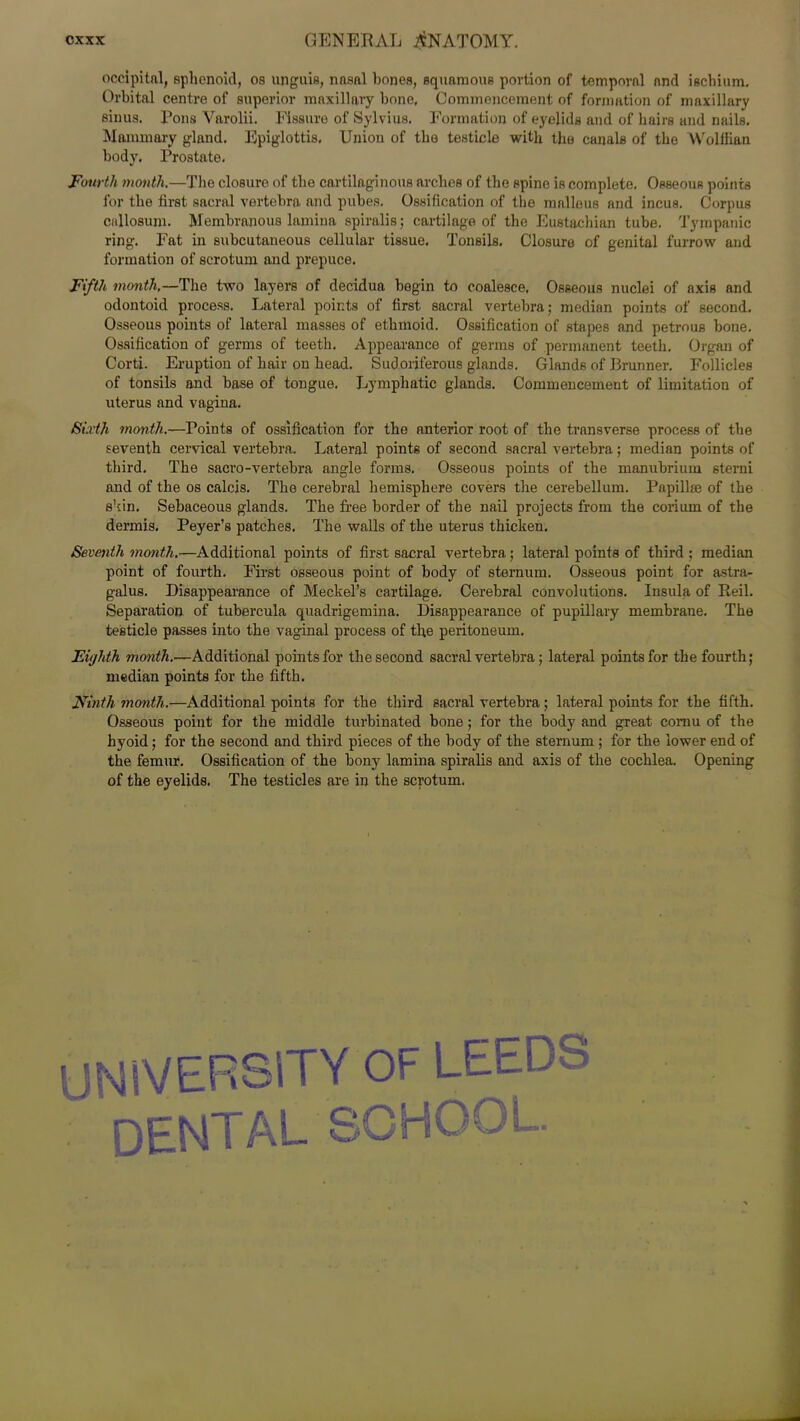 cxxx GENERAL ANATOMY.
occipital, sphenoid, os unguis, nasal bones, squamous portion of temporal and ischium.
Orbital centre of superior maxillary bone. Commencement of formation of maxillary
sinus. Pons Varolii. Fissure of Sylvius. Formation of eyelids and of hairs and nails.
Mammary gland. Epiglottis. Union of the testicle with the canals of the Wolffian
body. Prostate.
Fourth month.—The closure of the cartilaginous arches of the spine is complete. Osseous points
for the first sacral vertebra and pubes. Ossification of the malleus and incus. Corpus
callosum. Membranous lamina spiralis; cartilage of the Eustachian tube. Tympanic
ring. Fat in subcutaneous cellular tissue. Tonsils. Closure of genital furrow and
formation of scrotum and prepuce.
Fifth month.—The two layers of decidua begin to coalesce. Osseous nuclei of axis and
odontoid process. Lateral points of first sacral vertebra; median points of second.
Osseous points of lateral masses of ethmoid. Ossification of stapes and petrous bone.
Ossification of germs of teeth. Appearance of germs of permanent teeth. Organ of
Corti. Eruption of hair on head. Sudoriferous glands. Glands of Brunner. Follicles
of tonsils and base of tongue. Lymphatic glands. Commencement of limitation of
uterus and vagina.
Sixth month.—Points of ossification for the anterior root of the transverse process of the
seventh cervical vertebra. Lateral points of second sacral vertebra; median points of
third. The sacro-vertebra angle forms. Osseous points of the manubrium sterni
and of the os calcis. The cerebral hemisphere covers the cerebellum. Papillæ of the
skin. Sebaceous glands. The free border of the nail projects from the corium of the
dermis. Peyer's patches. The walls of the uterus thicken.
Seventh month.—Additional points of first sacral vertebra; lateral points of third; median
point of fourth. First osseous point of body of sternum. Osseous point for astra-
galus. Disappearance of Meckel's cartilage. Cerebral convolutions. Insula of Reil.
Separation of tubercula quadrigemina. Disappearance of pupillary membrane. The
testicle passes into the vaginal process of the peritoneum.
Eighth month.—Additional points for the second sacral vertebra; lateral points for the fourth;
median points for the fifth.
Ninth month.—Additional points for the third sacral vertebra; lateral points for the fifth.
Osseous point for the middle turbinated bone; for the body and great cornu of the
hyoid; for the second and third pieces of the body of the sternum; for the lower end of
the femur. Ossification of the bony lamina spiralis and axis of the cochlea. Opening
of the eyelids. The testicles are in the scrotum.
UNIVERSITY OF LEEDS
DENTAL SCHOOL.